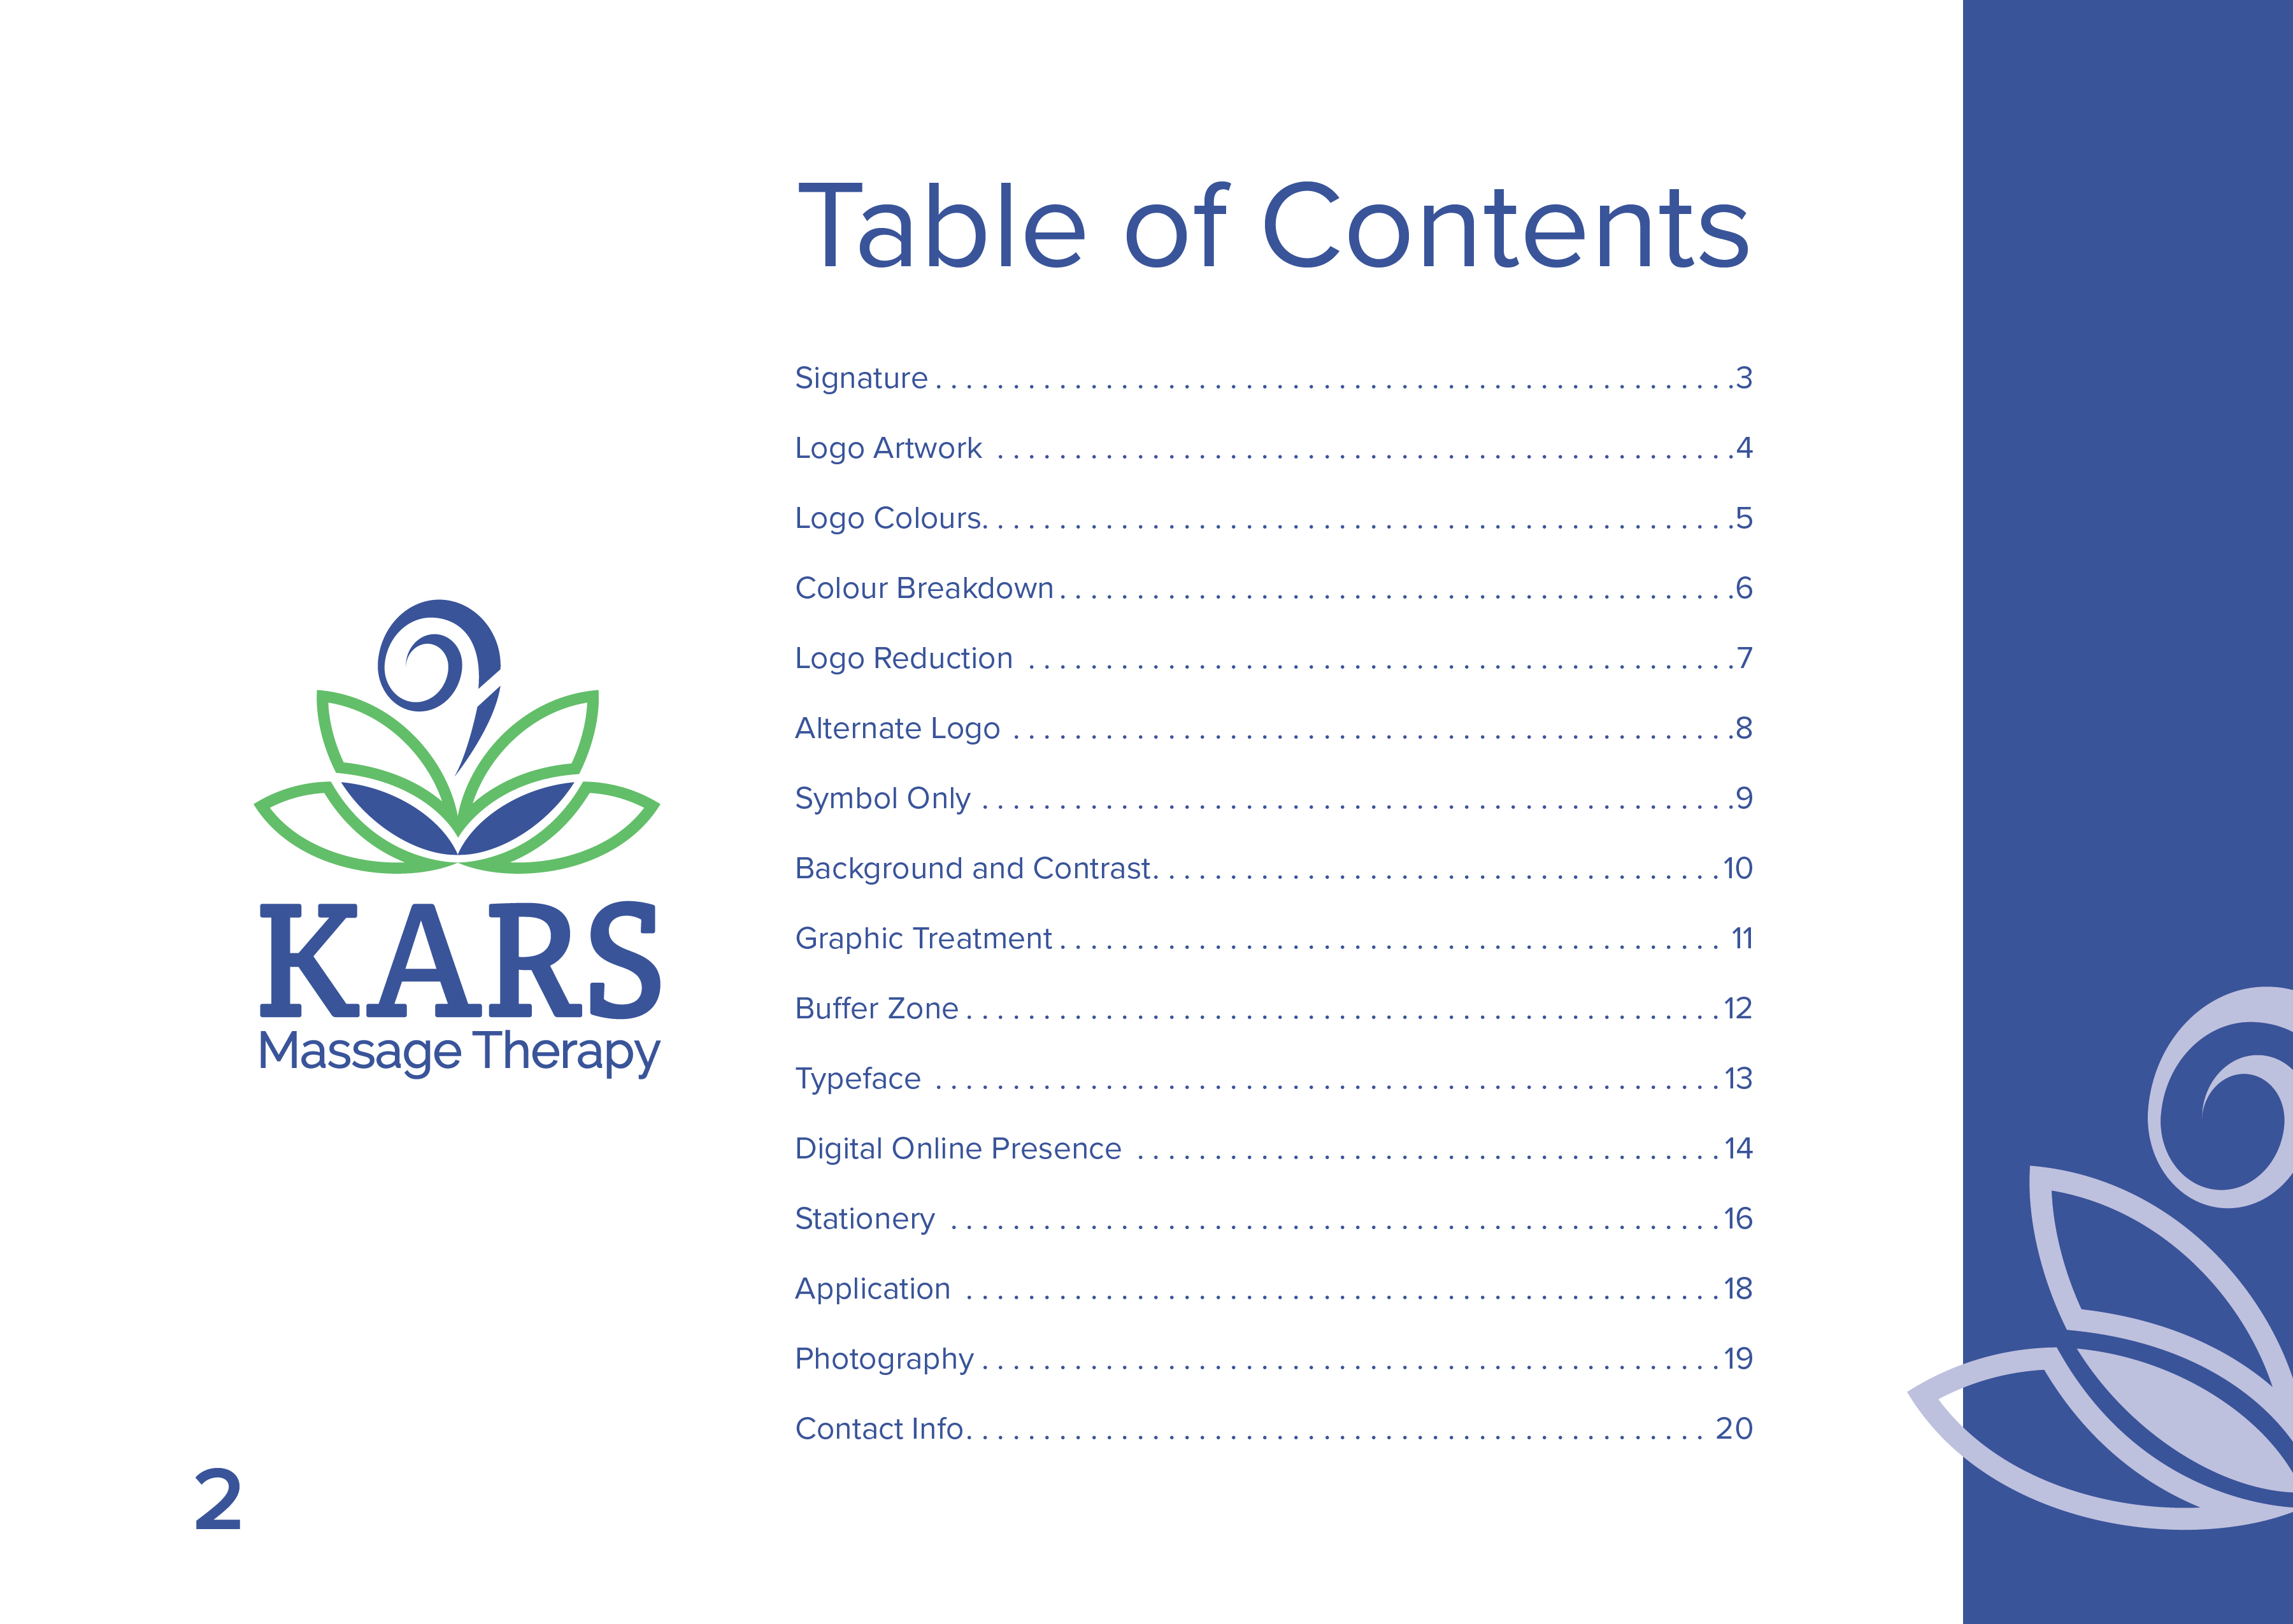 Table of Contents
Signature . . . . . . . . . . . . . . . . . . . . . . . . . . . . . . . . . . . . . . . . . . . . . . . . . . . .3
Logo Artwork . . . . . . . . . . . . . . . . . . . . . . . . . . . . . . . . . . . . . . . . . . . . . . . .4
Logo Colours. . . . . . . . . . . . . . . . . . . . . . . . . . . . . . . . . . . . . . . . . . . . . . . . .5
Colour Breakdown . . . . . . . . . . . . . . . . . . . . . . . . . . . . . . . . . . . . . . . . . . . .6
Logo Reduction . . . . . . . . . . . . . . . . . . . . . . . . . . . . . . . . . . . . . . . . . . . . . .7
Alternate Logo . . . . . . . . . . . . . . . . . . . . . . . . . . . . . . . . . . . . . . . . . . . . . . .8
Symbol Only . . . . . . . . . . . . . . . . . . . . . . . . . . . . . . . . . . . . . . . . . . . . . . . . .9
Background and Contrast. . . . . . . . . . . . . . . . . . . . . . . . . . . . . . . . . . . . .10
Graphic Treatment . . . . . . . . . . . . . . . . . . . . . . . . . . . . . . . . . . . . . . . . . . . 11
Buffer Zone . . . . . . . . . . . . . . . . . . . . . . . . . . . . . . . . . . . . . . . . . . . . . . . . .12
Typeface . . . . . . . . . . . . . . . . . . . . . . . . . . . . . . . . . . . . . . . . . . . . . . . . . . .13
Digital Online Presence . . . . . . . . . . . . . . . . . . . . . . . . . . . . . . . . . . . . . .14
Stationery . . . . . . . . . . . . . . . . . . . . . . . . . . . . . . . . . . . . . . . . . . . . . . . . . .16
Application . . . . . . . . . . . . . . . . . . . . . . . . . . . . . . . . . . . . . . . . . . . . . . . . .18
Photography . . . . . . . . . . . . . . . . . . . . . . . . . . . . . . . . . . . . . . . . . . . . . . . .19
Contact Info. . . . . . . . . . . . . . . . . . . . . . . . . . . . . . . . . . . . . . . . . . . . . . . . 20
KARS
Massage Therapy
2